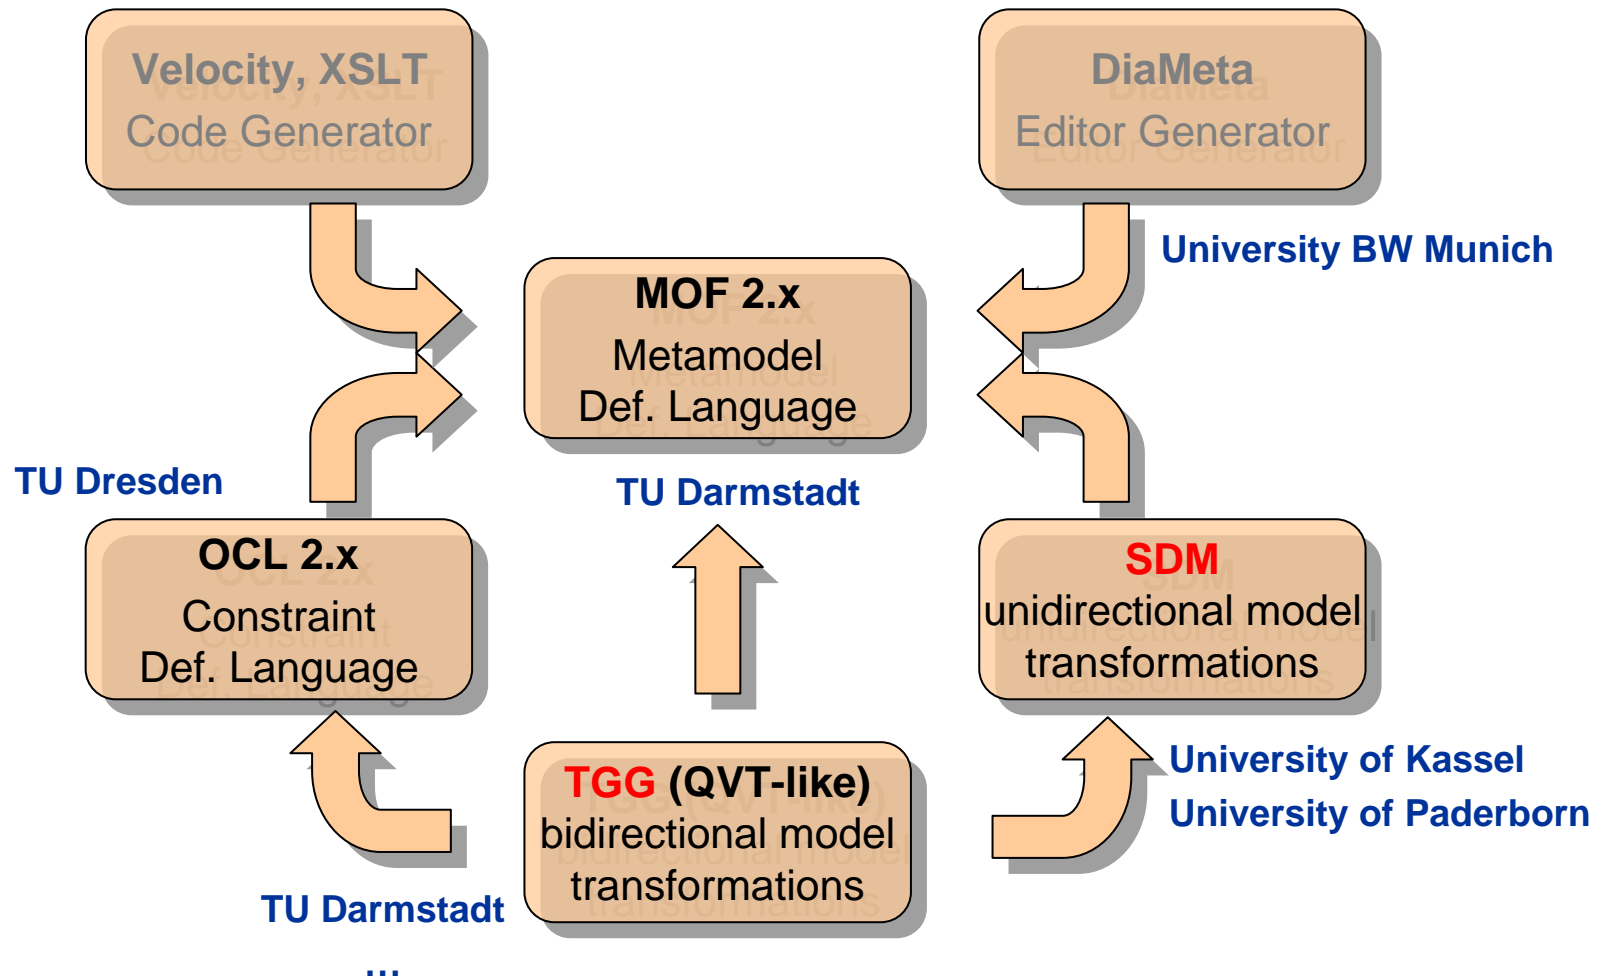 Velocity, XSLT
Code Generator
DiaMeta
Editor Generator
University BW Munich
MOF 2.x
Metamodel
Def. Language
TU Dresden
TU Darmstadt
OCL 2.x
Constraint
Def. Language
SDM
unidirectional model
transformations
TGG (QVT-like)
bidirectional model
transformations
University of Kassel
University of Paderborn
TU Darmstadt
...